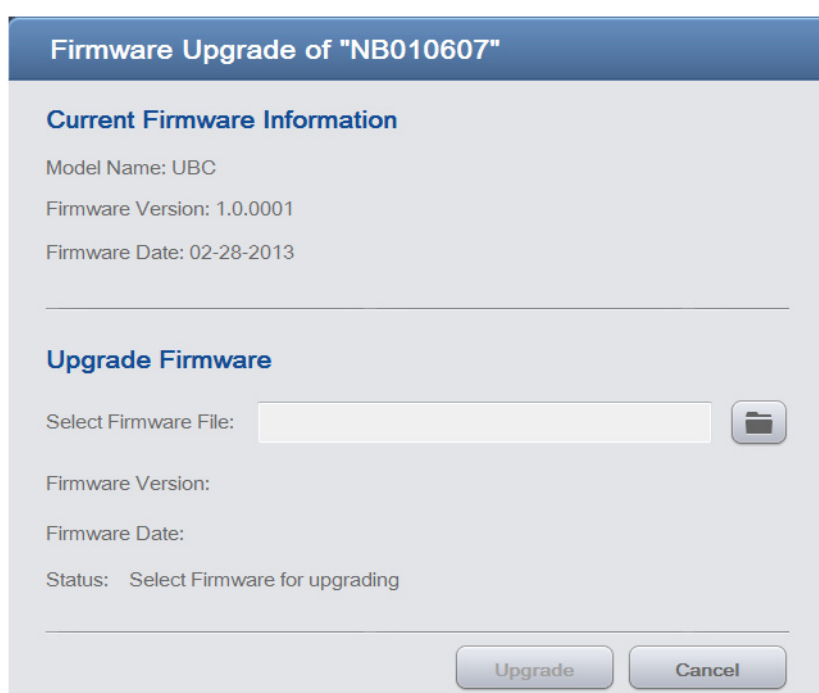 Firmware Upgrade of "NB010607"
Current Firmware Information
Model Name: UBC
Firmware Version: 1.0.0001
Firmware Date: 02-28-2013
Upgrade Firmware
Select Firmware File:
Firmware Version:
Firmware Date:
Status: Select Firmware for upgrading
Upgrade Cancel